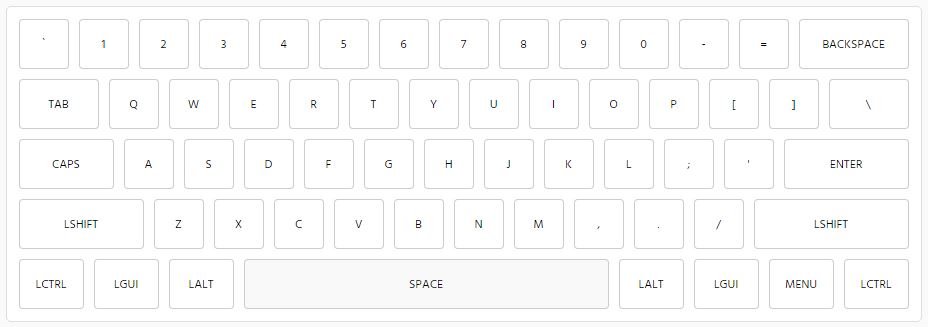 ` 1 2 3 4 5 6 7 8 9 0 - = BACKSPACE
TAB Q W E R T Y U I O P [ ] \
CAPS A S D F G H J K L ; ' ENTER
LSHIFT Z X C V B N M , . / LSHIFT
LCTRL LGUI LALT SPACE LALT LGUI MENU LCTRL